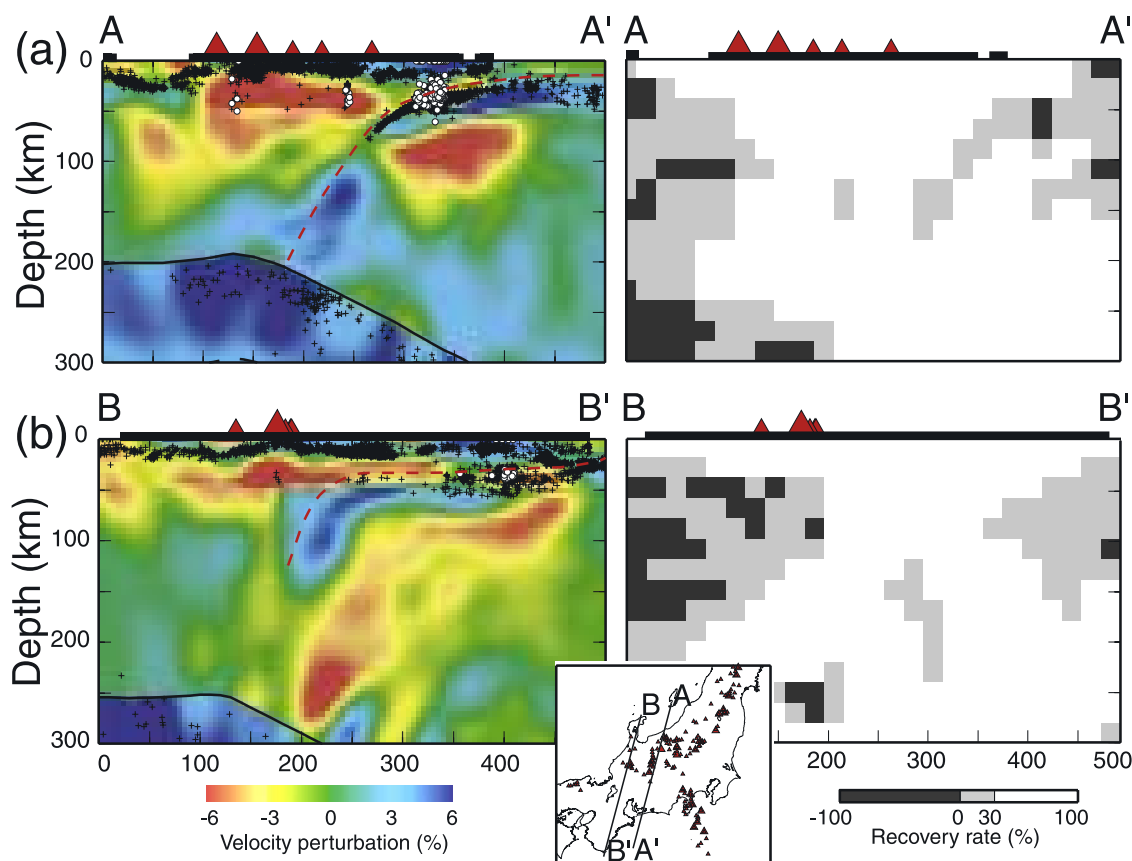 (a) A A' A A'
0
100
200
300
Depth (km)
(b) B B' B B'
0
100
200
300
Depth (km)
0 100 200 300 400
200 300 400 500
B A
B' A'
-6 -3 0 3 6
Velocity perturbation (%)
-100 0 30 100
Recovery rate (%)